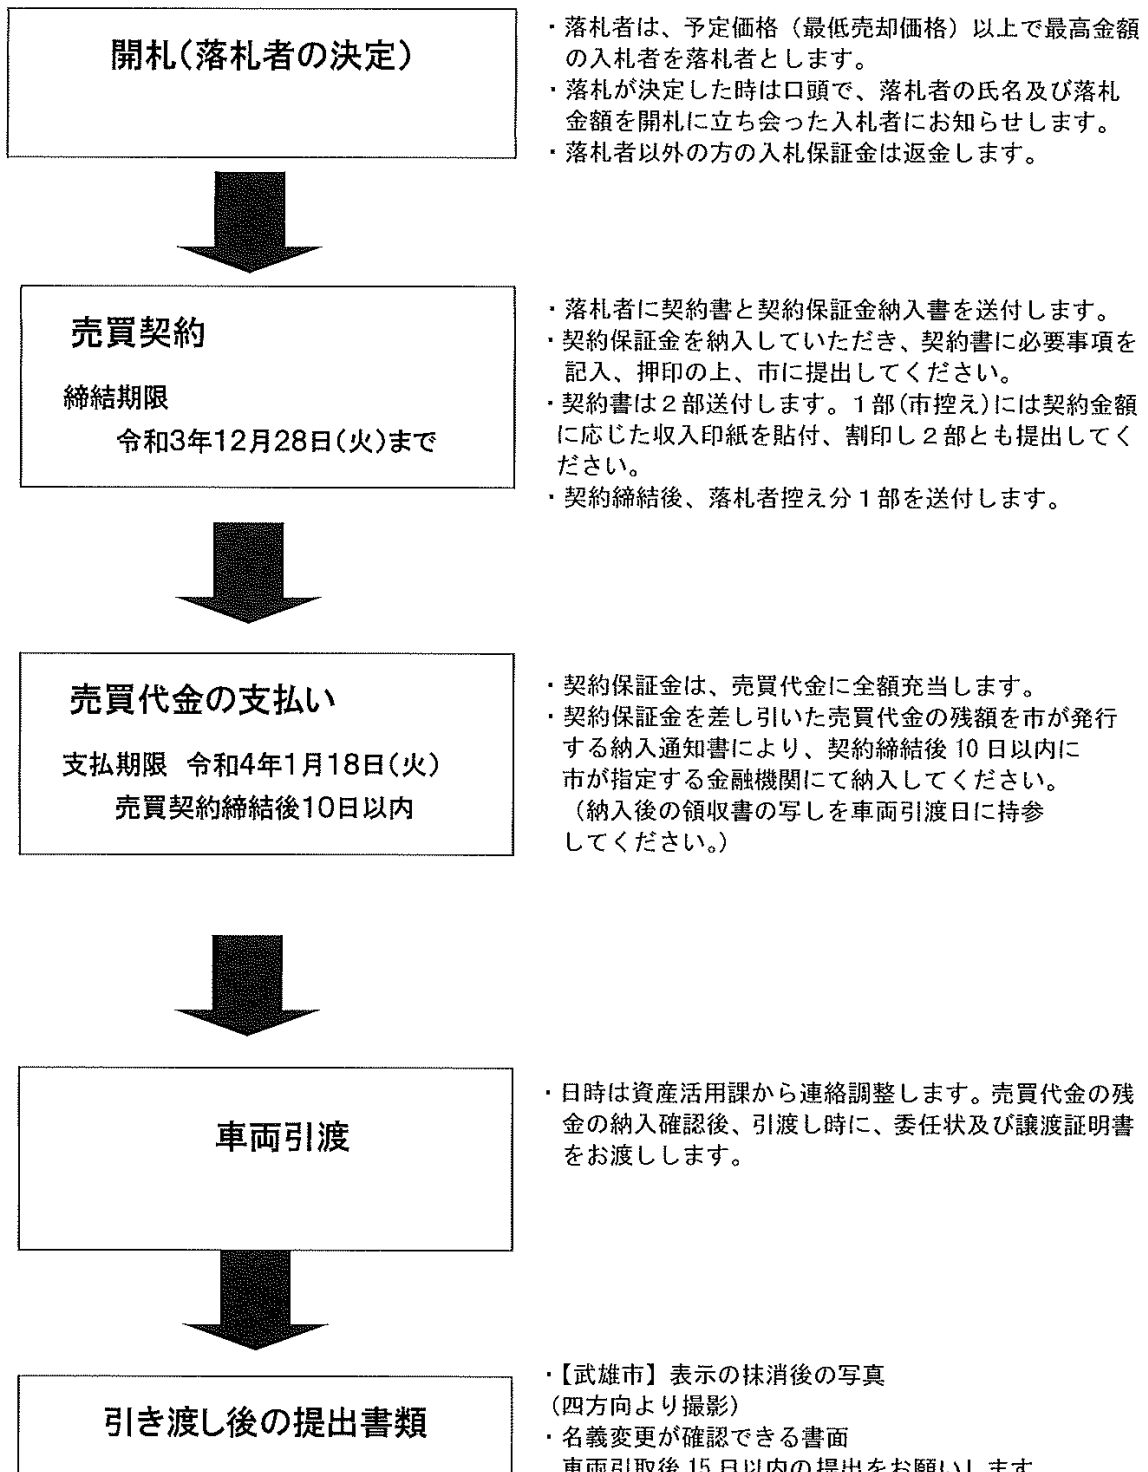 開札(落札者の決定)
・落札者は、予定価格（最低売却価格）以上で最高金額
の入札者を落札者とします。
・落札が決定した時は口頭で、落札者の氏名及び落札
金額を開札に立ち会った入札者にお知らせします。
・落札者以外の方の入札保証金は返金します。
売買契約
締結期限
令和3年12月28日(火)まで
・落札者に契約書と契約保証金納入書を送付します。
・契約保証金を納入していただき、契約書に必要事項を
記入、押印の上、市に提出してください。
・契約書は２部送付します。１部(市控え)には契約金額
に応じた収入印紙を貼付、割印し２部とも提出してく
ださい。
・契約締結後、落札者控え分１部を送付します。
売買代金の支払い
支払期限 令和4年1月18日(火)
売買契約締結後10日以内
・契約保証金は、売買代金に全額充当します。
・契約保証金を差し引いた売買代金の残額を市が発行
する納入通知書により、契約締結後 10 日以内に
市が指定する金融機関にて納入してください。
（納入後の領収書の写しを車両引渡日に持参
してください。）
車両引渡
・日時は資産活用課から連絡調整します。売買代金の残
金の納入確認後、引渡し時に、委任状及び譲渡証明書
をお渡しします。
引き渡し後の提出書類
・【武雄市】表示の抹消後の写真
(四方向より撮影)
・名義変更が確認できる書面
車両引取後 15 日以内の提出をお願いします